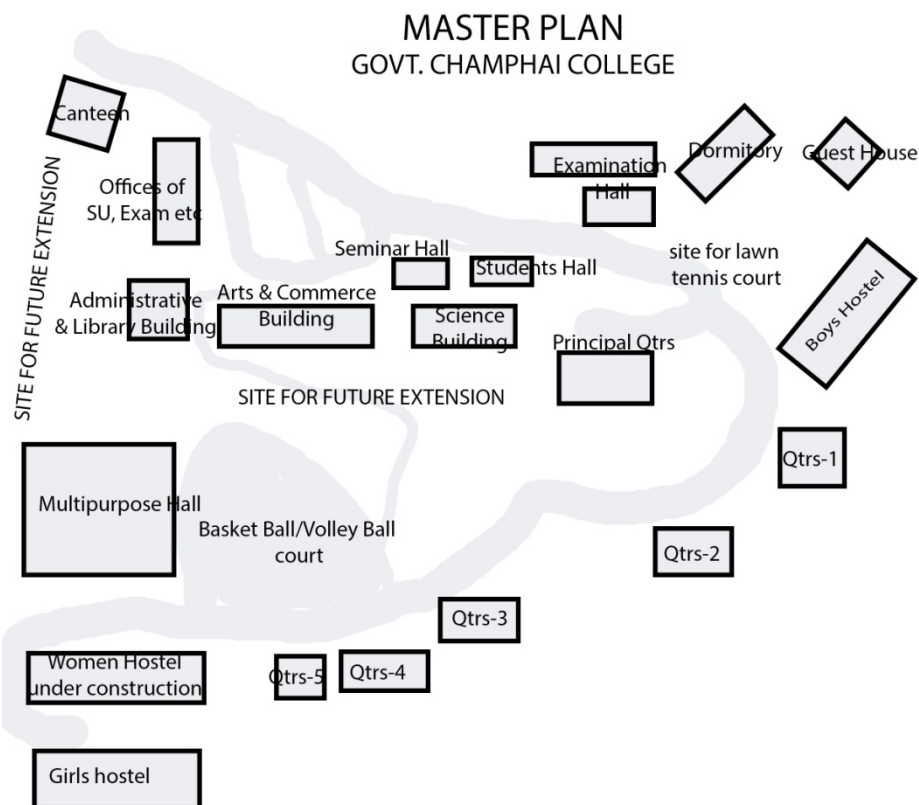 MASTER PLAN
GOVT. CHAMPHAI COLLEGE
Canteen
Offices of
SU, Exam etc
SITE FOR FUTURE EXTENSION
Examination
Hall
Dormitory
Guest House
Seminar Hall
Students Hall
site for lawn
tennis court
Boys Hostel
Administrative
& Library Building
Arts & Commerce
Building
Science
Building
Principal Qtrs
SITE FOR FUTURE EXTENSION
Qtrs-1
Multipurpose Hall
Basket Ball/Volley Ball
court
Qtrs-2
Qtrs-3
Women Hostel
under construction
Qtrs-5
Qtrs-4
Girls hostel